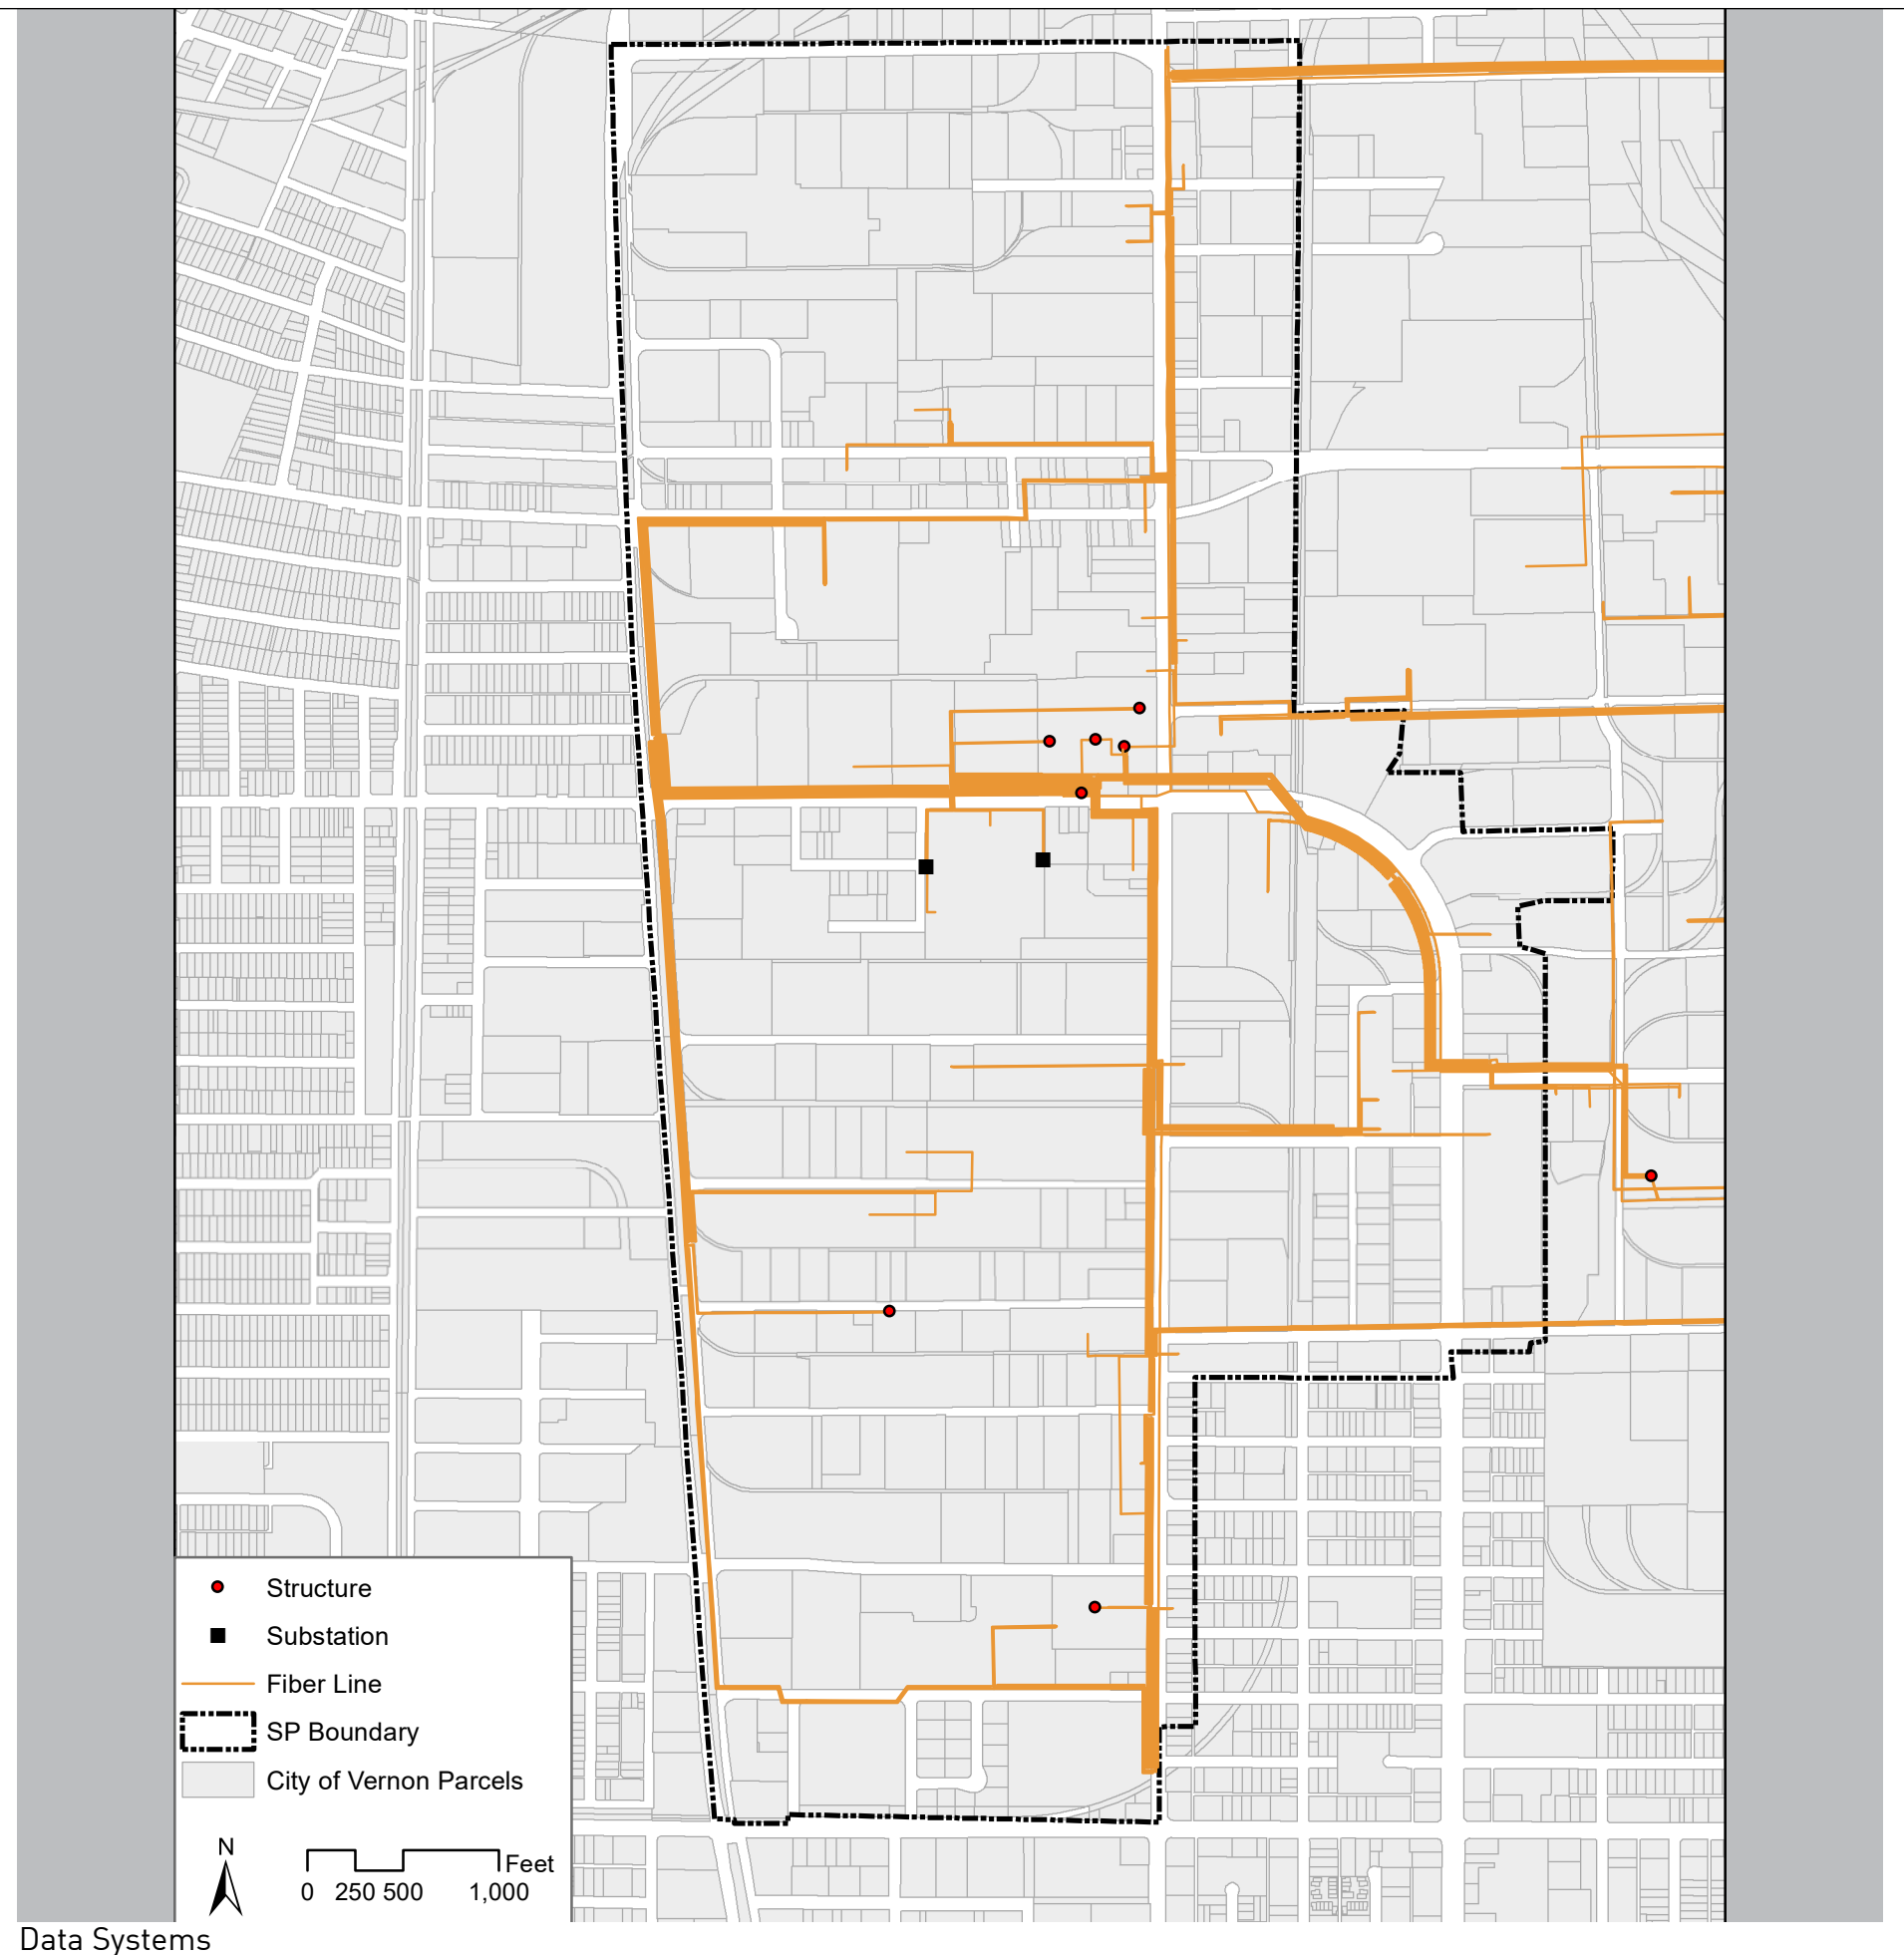 Structure
Substation
Fiber Line
SP Boundary
City of Vernon Parcels
N
Feet
0 250 500 1,000
Data Systems